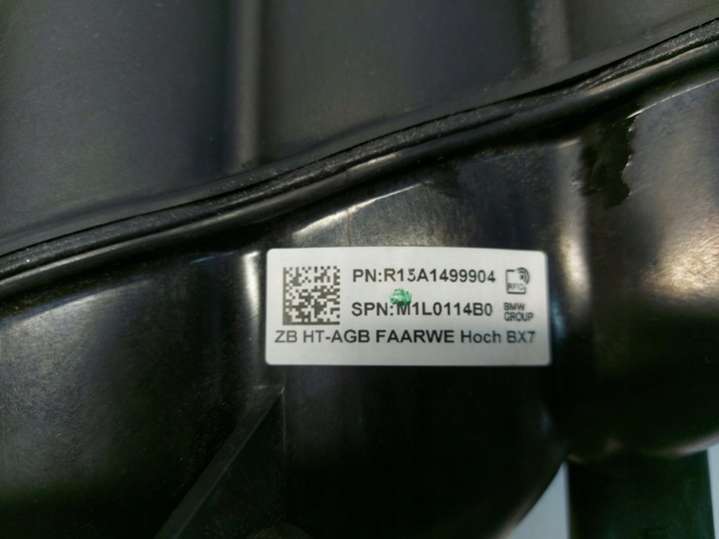 PN:R15A1499904
RFID
SPN:M1L0114B0
BMW
GROUP
ZB HT-AGB FAARWE Hoch BX7